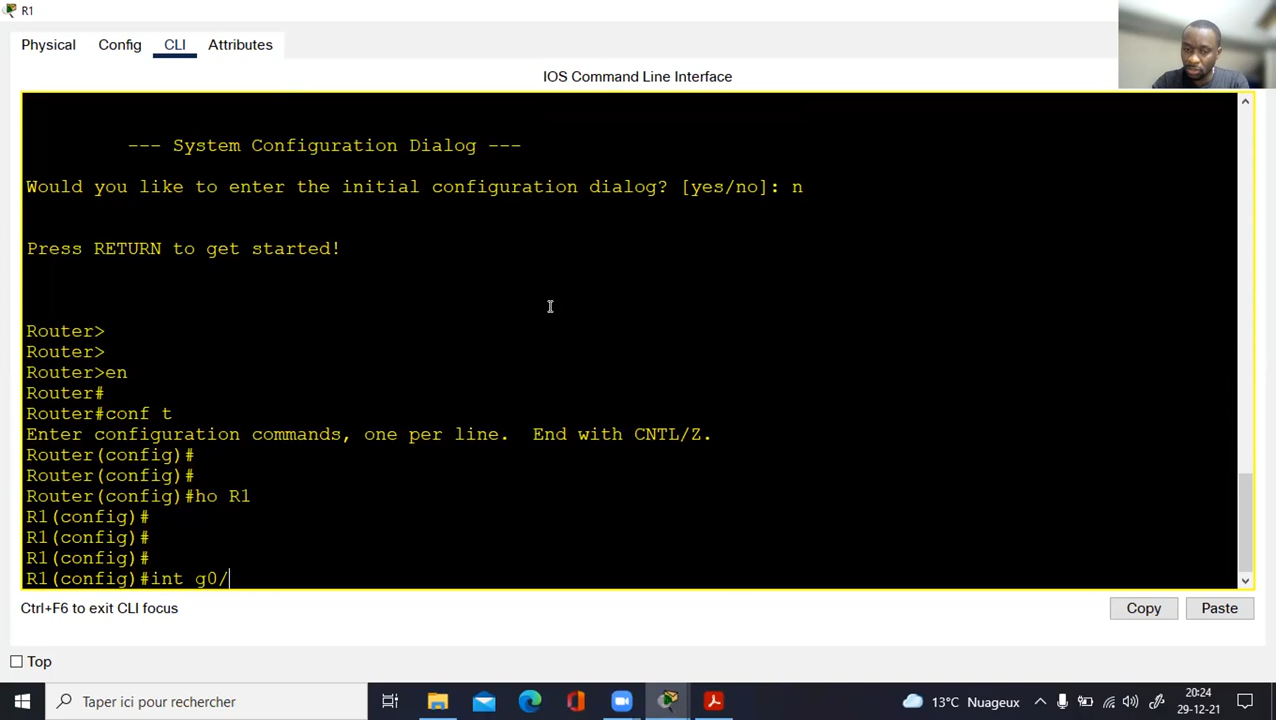 R1
Physical Config CLI Attributes
IOS Command Line Interface
--- System Configuration Dialog ---
Would you like to enter the initial configuration dialog? [yes/no]: n
Press RETURN to get started!
Router>
Router>
Router>en
Router#
Router#conf t
Enter configuration commands, one per line.  End with CNTL/Z.
Router(config)#
Router(config)#
Router(config)#ho R1
R1(config)#
R1(config)#
R1(config)#
R1(config)#int g0/
Ctrl+F6 to exit CLI focus
Copy Paste
Top
Taper ici pour rechercher
13°C Nuageux
20:24
29-12-21